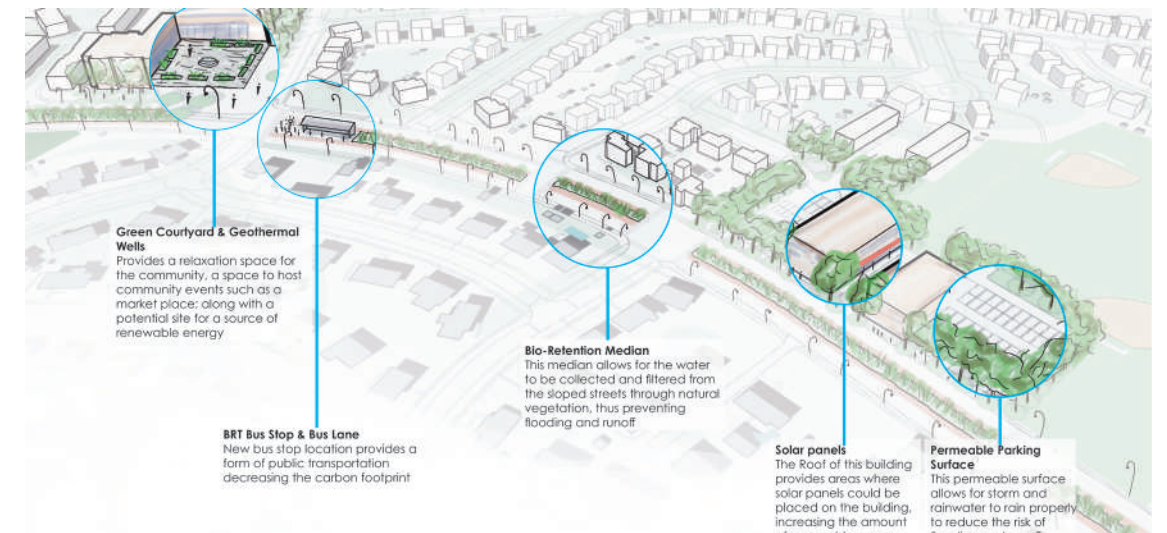 Green Courtyard & Geothermal
Wells
Provides a relaxation space for
the community, a space to host
community events such as a
market place; along with a
potential site for a source of
renewable energy
BRT Bus Stop & Bus Lane
New bus stop location provides a
form of public transportation
decreasing the carbon footprint
Bio-Retention Median
This median allows for the water
to be collected and filtered from
the sloped streets through natural
vegetation, thus preventing
flooding and runoff
Solar panels
The Roof of this building
provides areas where
solar panels could be
placed on the building,
increasing the amount
Permeable Parking
Surface
This permeable surface
allows for storm and
rainwater to rain properly
to reduce the risk of